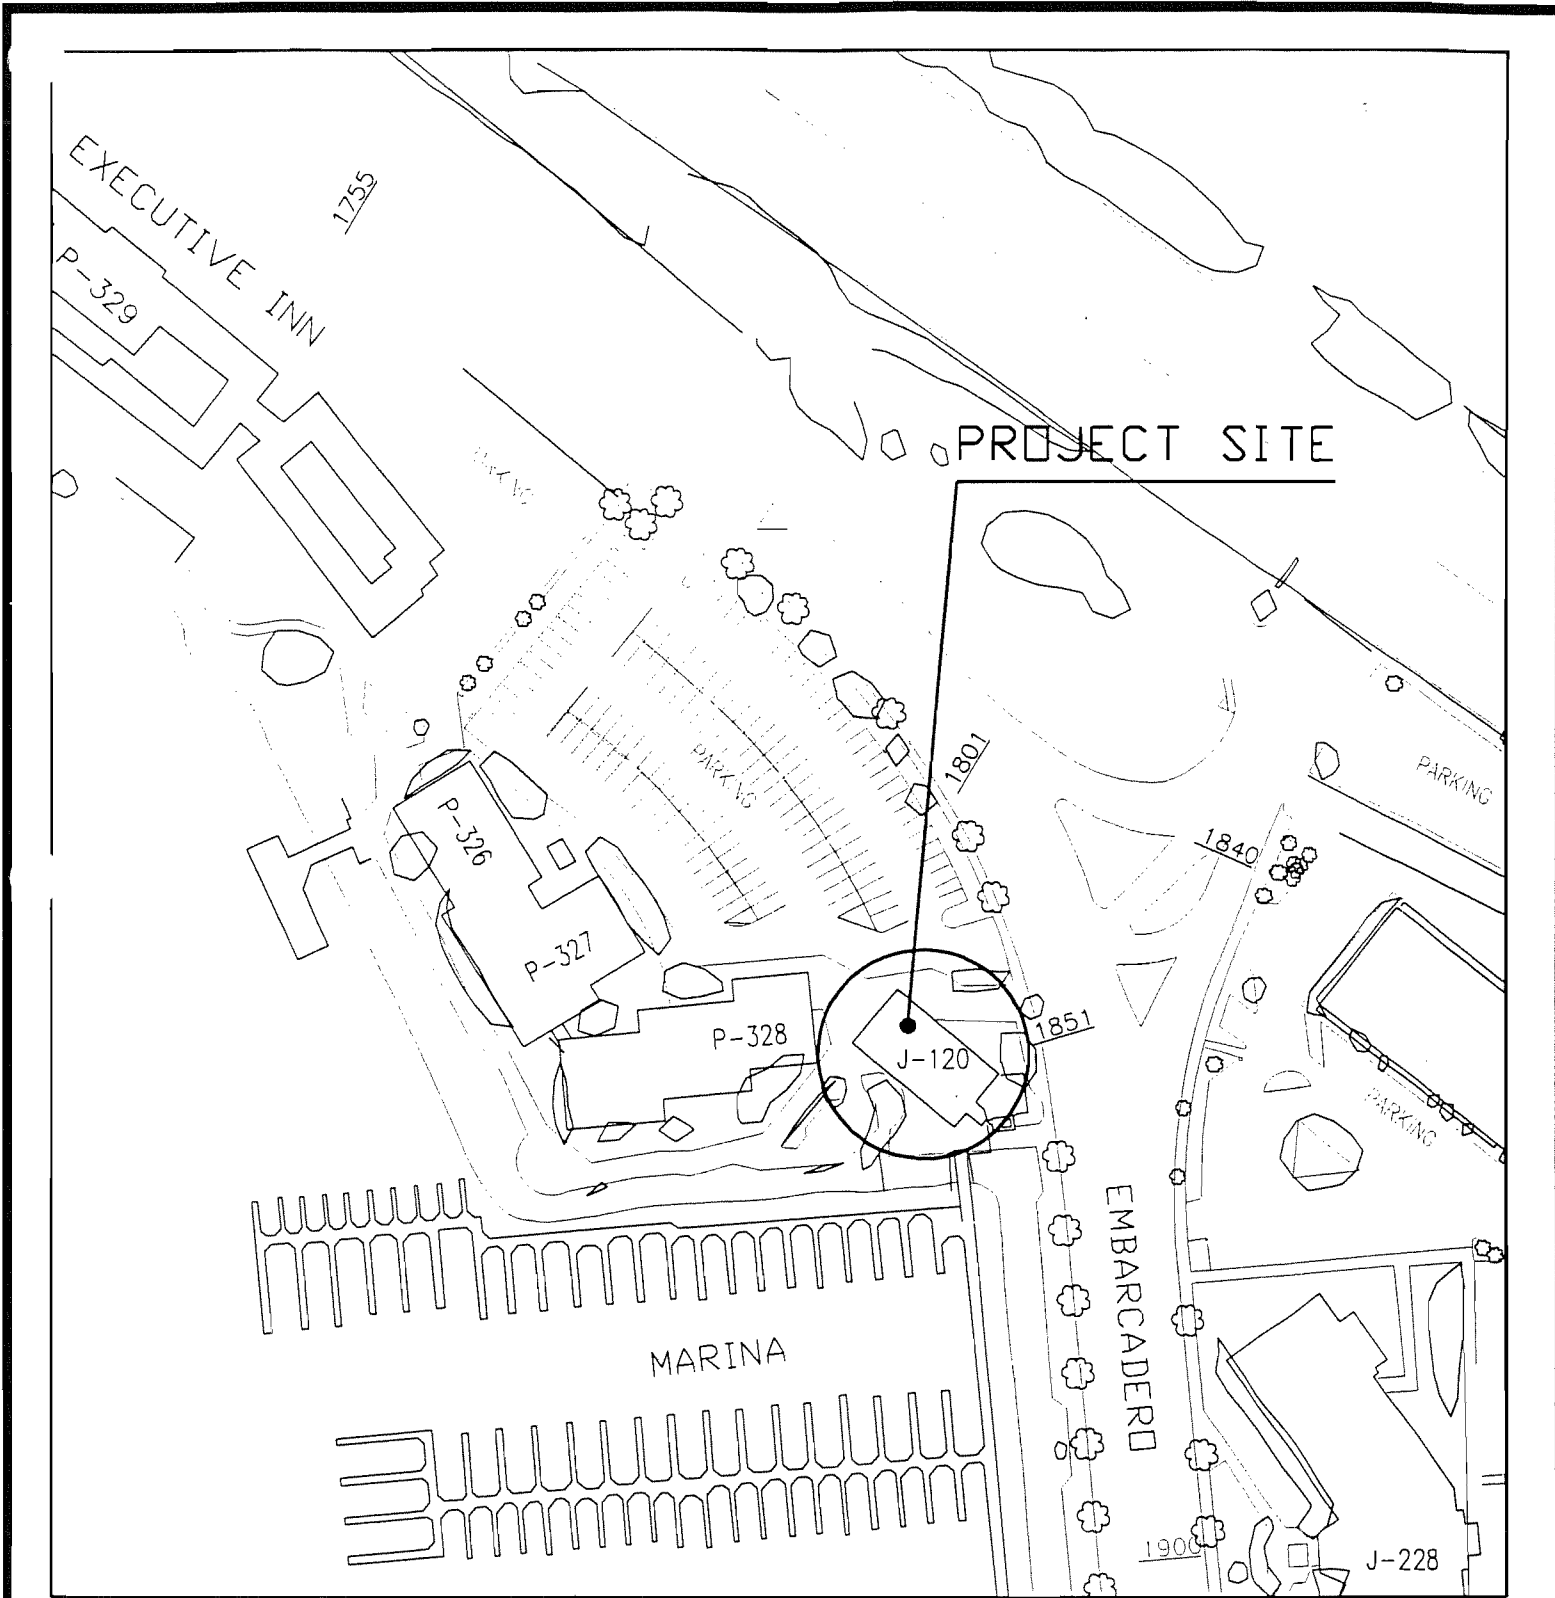 EXECUTIVE INN
1755
P-329
PROJECT SITE
PARKING
PARKING
1801
PARKING
1840
P-326
P-327
P-328
J-120
1851
PARKING
EMBARCADERO
MARINA
1900
J-228